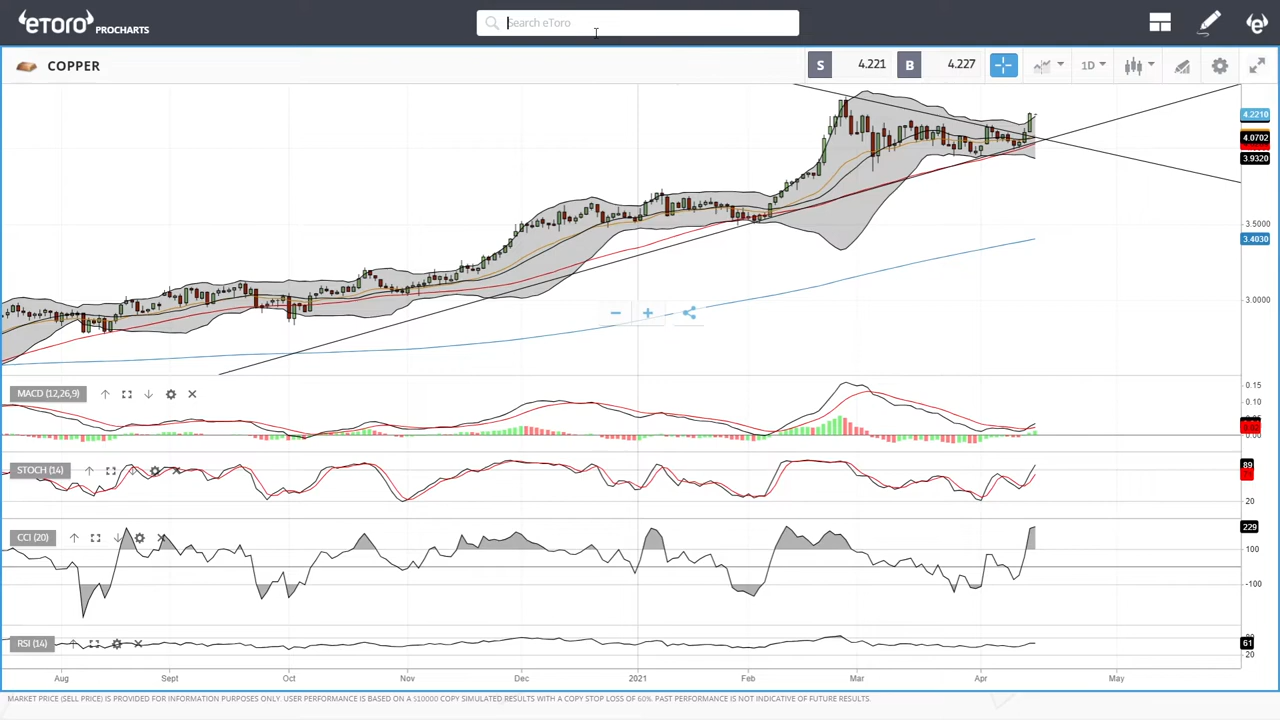 eToro PROCHARTS
Search eToro
COPPER
S 4.221 B 4.227
1D
4.2210
4.0702
3.9320
3.5000
3.4030
3.0000
MACD (12,26,9)
0.15
0.10
0.02
0.00
STOCH (14)
89
20
CCI (20)
229
100
-100
RSI (14)
61
20
Aug Sept Oct Nov Dec 2021 Feb Mar Apr May
MARKET PRICE (SELL PRICE) IS PROVIDED FOR INFORMATION PURPOSES ONLY. USER PERFORMANCE IS BASED ON A $10000 COPY SIMULATED RESULTS WITH A COPY STOP LOSS OF 60%. PAST PERFORMANCE IS NOT INDICATIVE OF FUTURE RESULTS.